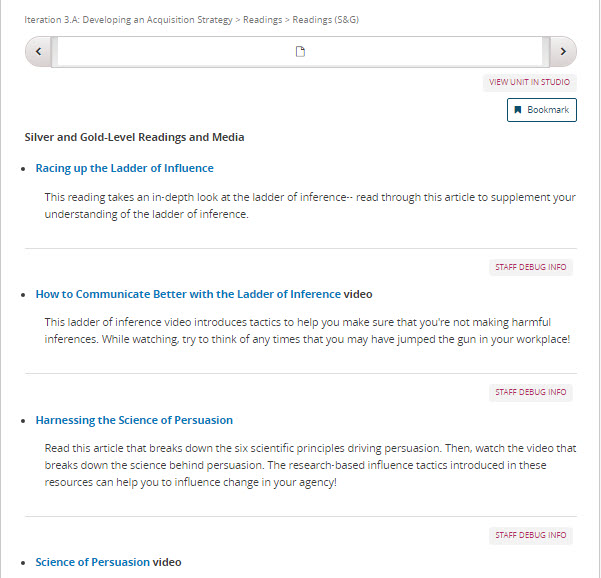 Iteration 3.A: Developing an Acquisition Strategy > Readings > Readings (S&G)
VIEW UNIT IN STUDIO
Bookmark
Silver and Gold-Level Readings and Media
• Racing up the Ladder of Influence
This reading takes an in-depth look at the ladder of inference-- read through this article to supplement your
understanding of the ladder of inference.
STAFF DEBUG INFO
• How to Communicate Better with the Ladder of Inference video
This ladder of inference video introduces tactics to help you make sure that you're not making harmful
inferences. While watching, try to think of any times that you may have jumped the gun in your workplace!
STAFF DEBUG INFO
• Harnessing the Science of Persuasion
Read this article that breaks down the six scientific principles driving persuasion. Then, watch the video that
breaks down the science behind persuasion. The research-based influence tactics introduced in these
resources can help you to influence change in your agency!
STAFF DEBUG INFO
• Science of Persuasion video